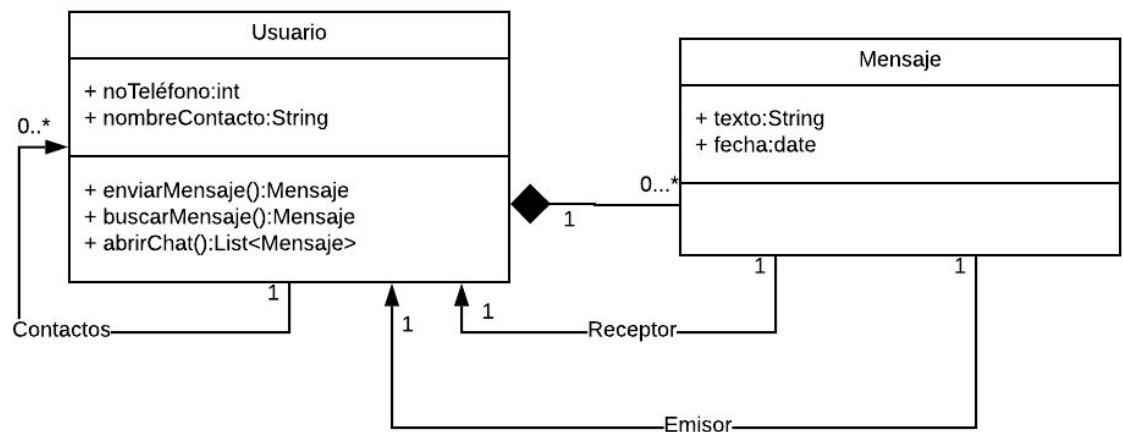 Usuario
+ noTeléfono:int
+ nombreContacto:String
+ enviarMensaje():Mensaje
+ buscarMensaje():Mensaje
+ abrirChat():List<Mensaje>
Mensaje
+ texto:String
+ fecha:date
0..*
0...*
1
1
1
1
1
1
Contactos
Receptor
Emisor